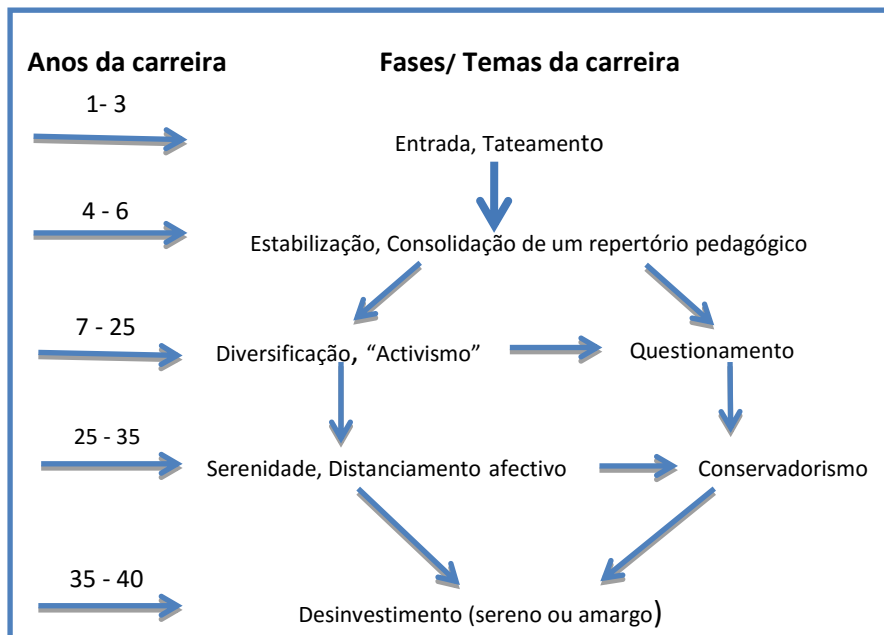 Anos da carreira Fases/ Temas da carreira
1- 3
Entrada, Tateamento
4 - 6
Estabilização, Consolidação de um repertório pedagógico
7 - 25
Diversificação, “Activismo” Questionamento
25 - 35
Serenidade, Distanciamento afectivo Conservadorismo
35 - 40
Desinvestimento (sereno ou amargo)